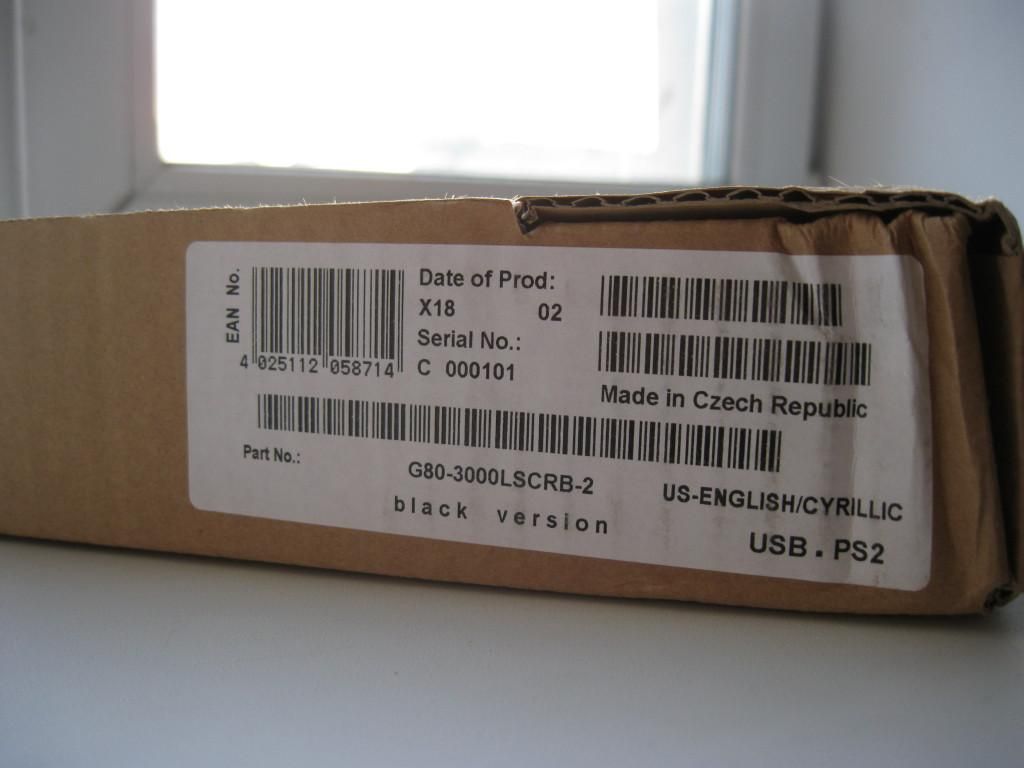 EAN No.
4 025112 058714
Date of Prod:
X18 02
Serial No.:
C 000101
Made in Czech Republic
Part No.:
G80-3000LSCRB-2
black version
US-ENGLISH/CYRILLIC
USB . PS2